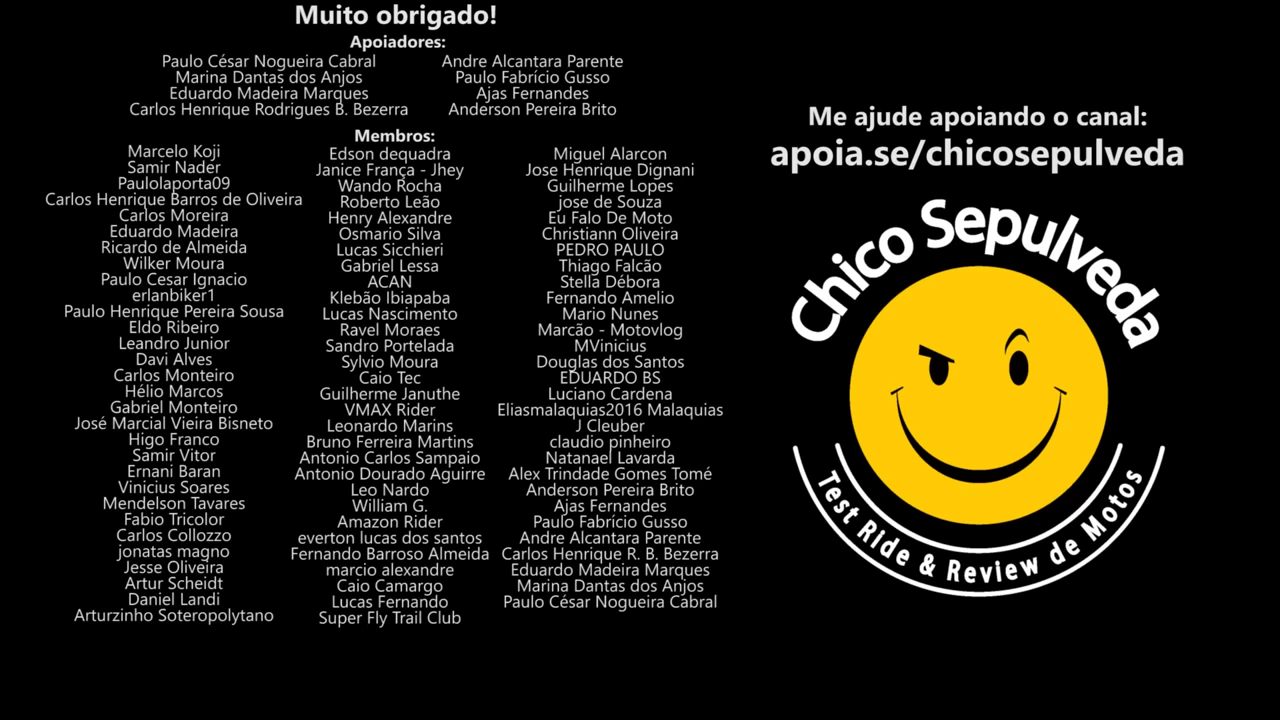 Muito obrigado!
Apoiadores:
Paulo César Nogueira Cabral
Marina Dantas dos Anjos
Eduardo Madeira Marques
Carlos Henrique Rodrigues B. Bezerra
Andre Alcantara Parente
Paulo Fabrício Gusso
Ajas Fernandes
Anderson Pereira Brito
Membros:
Marcelo Koji
Samir Nader
Paulolaporta09
Carlos Henrique Barros de Oliveira
Carlos Moreira
Eduardo Madeira
Ricardo de Almeida
Wilker Moura
Paulo Cesar Ignacio
erlanbiker1
Paulo Henrique Pereira Sousa
Eldo Ribeiro
Leandro Junior
Davi Alves
Carlos Monteiro
Hélio Marcos
Gabriel Monteiro
José Marcial Vieira Bisneto
Higo Franco
Samir Vitor
Ernani Baran
Vinicius Soares
Mendelson Tavares
Fabio Tricolor
Carlos Collozzo
jonatas magno
Jesse Oliveira
Artur Scheidt
Daniel Landi
Arturzinho Soteropolytano
Edson dequadra
Janice França - Jhey
Wando Rocha
Roberto Leão
Henry Alexandre
Osmario Silva
Lucas Sicchieri
Gabriel Lessa
ACAN
Klebão Ibiapaba
Lucas Nascimento
Ravel Moraes
Sandro Portelada
Sylvio Moura
Caio Tec
Guilherme Januthe
VMAX Rider
Leonardo Marins
Bruno Ferreira Martins
Antonio Carlos Sampaio
Antonio Dourado Aguirre
Leo Nardo
William G.
Amazon Rider
everton lucas dos santos
Fernando Barroso Almeida
marcio alexandre
Caio Camargo
Lucas Fernando
Super Fly Trail Club
Miguel Alarcon
Jose Henrique Dignani
Guilherme Lopes
jose de Souza
Eu Falo De Moto
Christiann Oliveira
PEDRO PAULO
Thiago Falcão
Stella Débora
Fernando Amelio
Mario Nunes
Marcão - Motovlog
MVinicius
Douglas dos Santos
EDUARDO BS
Luciano Cardena
Eliasmalaquias2016 Malaquias
J Cleuber
claudio pinheiro
Natanael Lavarda
Alex Trindade Gomes Tomé
Anderson Pereira Brito
Ajas Fernandes
Paulo Fabrício Gusso
Andre Alcantara Parente
Carlos Henrique R. B. Bezerra
Eduardo Madeira Marques
Marina Dantas dos Anjos
Paulo César Nogueira Cabral
Me ajude apoiando o canal:
apoia.se/chicosepulveda
Chico Sepulveda
Test Ride & Review de Motos